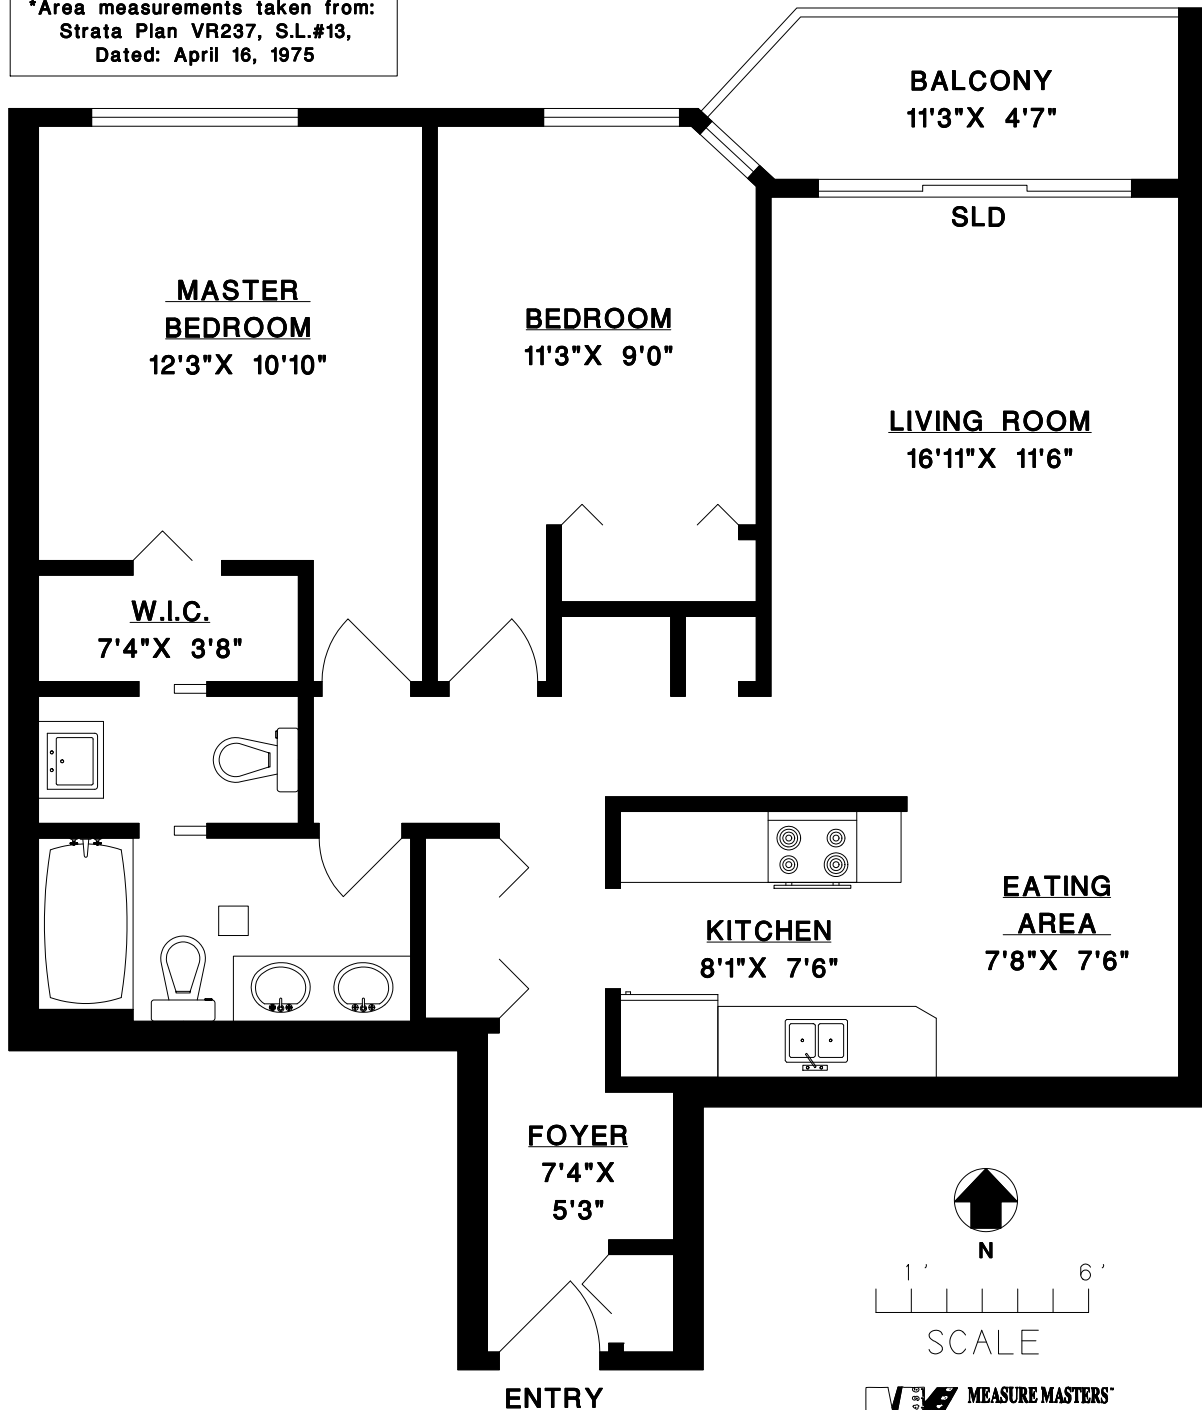 *Area measurements taken from:
Strata Plan VR237, S.L.#13,
Dated: April 16, 1975
BALCONY
11'3"X 4'7"
SLD
MASTER
BEDROOM
12'3"X 10'10"
BEDROOM
11'3"X 9'0"
LIVING ROOM
16'11"X 11'6"
W.I.C.
7'4"X 3'8"
KITCHEN
8'1"X 7'6"
EATING
AREA
7'8"X 7'6"
FOYER
7'4"X
5'3"
N
1' 6'
SCALE
ENTRY
MEASURE MASTERS™